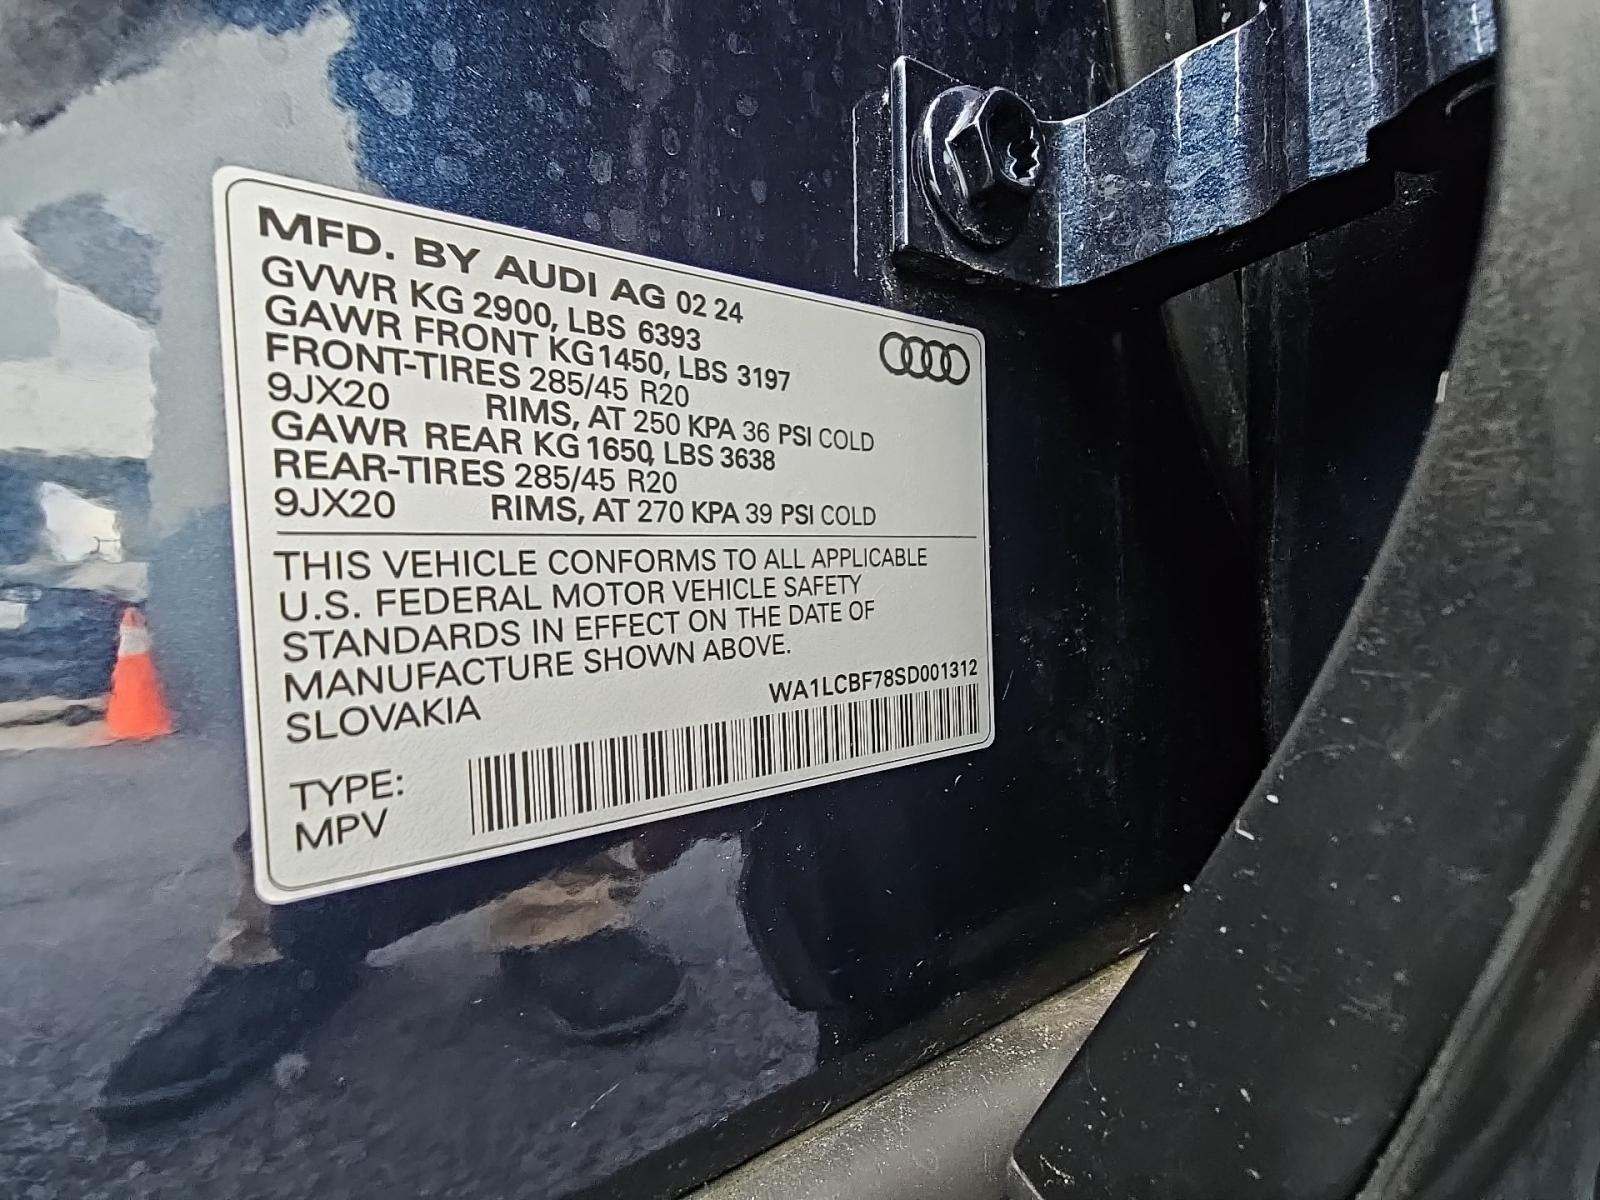 MFD. BY AUDI AG 02 24
GVWR KG 2900, LBS 6393
GAWR FRONT KG 1450, LBS 3197
FRONT-TIRES 285/45 R20
9JX20 RIMS, AT 250 KPA 36 PSI COLD
GAWR REAR KG 1650, LBS 3638
REAR-TIRES 285/45 R20
9JX20 RIMS, AT 270 KPA 39 PSI COLD
THIS VEHICLE CONFORMS TO ALL APPLICABLE
U.S. FEDERAL MOTOR VEHICLE SAFETY
STANDARDS IN EFFECT ON THE DATE OF
MANUFACTURE SHOWN ABOVE.
SLOVAKIA
WA1LCBF78SD001312
TYPE:
MPV